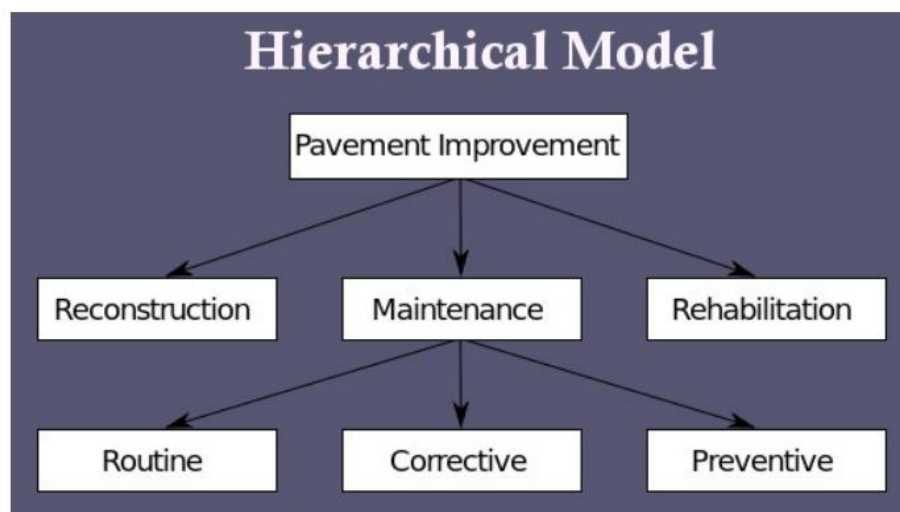 Hierarchical Model
Pavement Improvement
Reconstruction
Maintenance
Rehabilitation
Routine
Corrective
Preventive